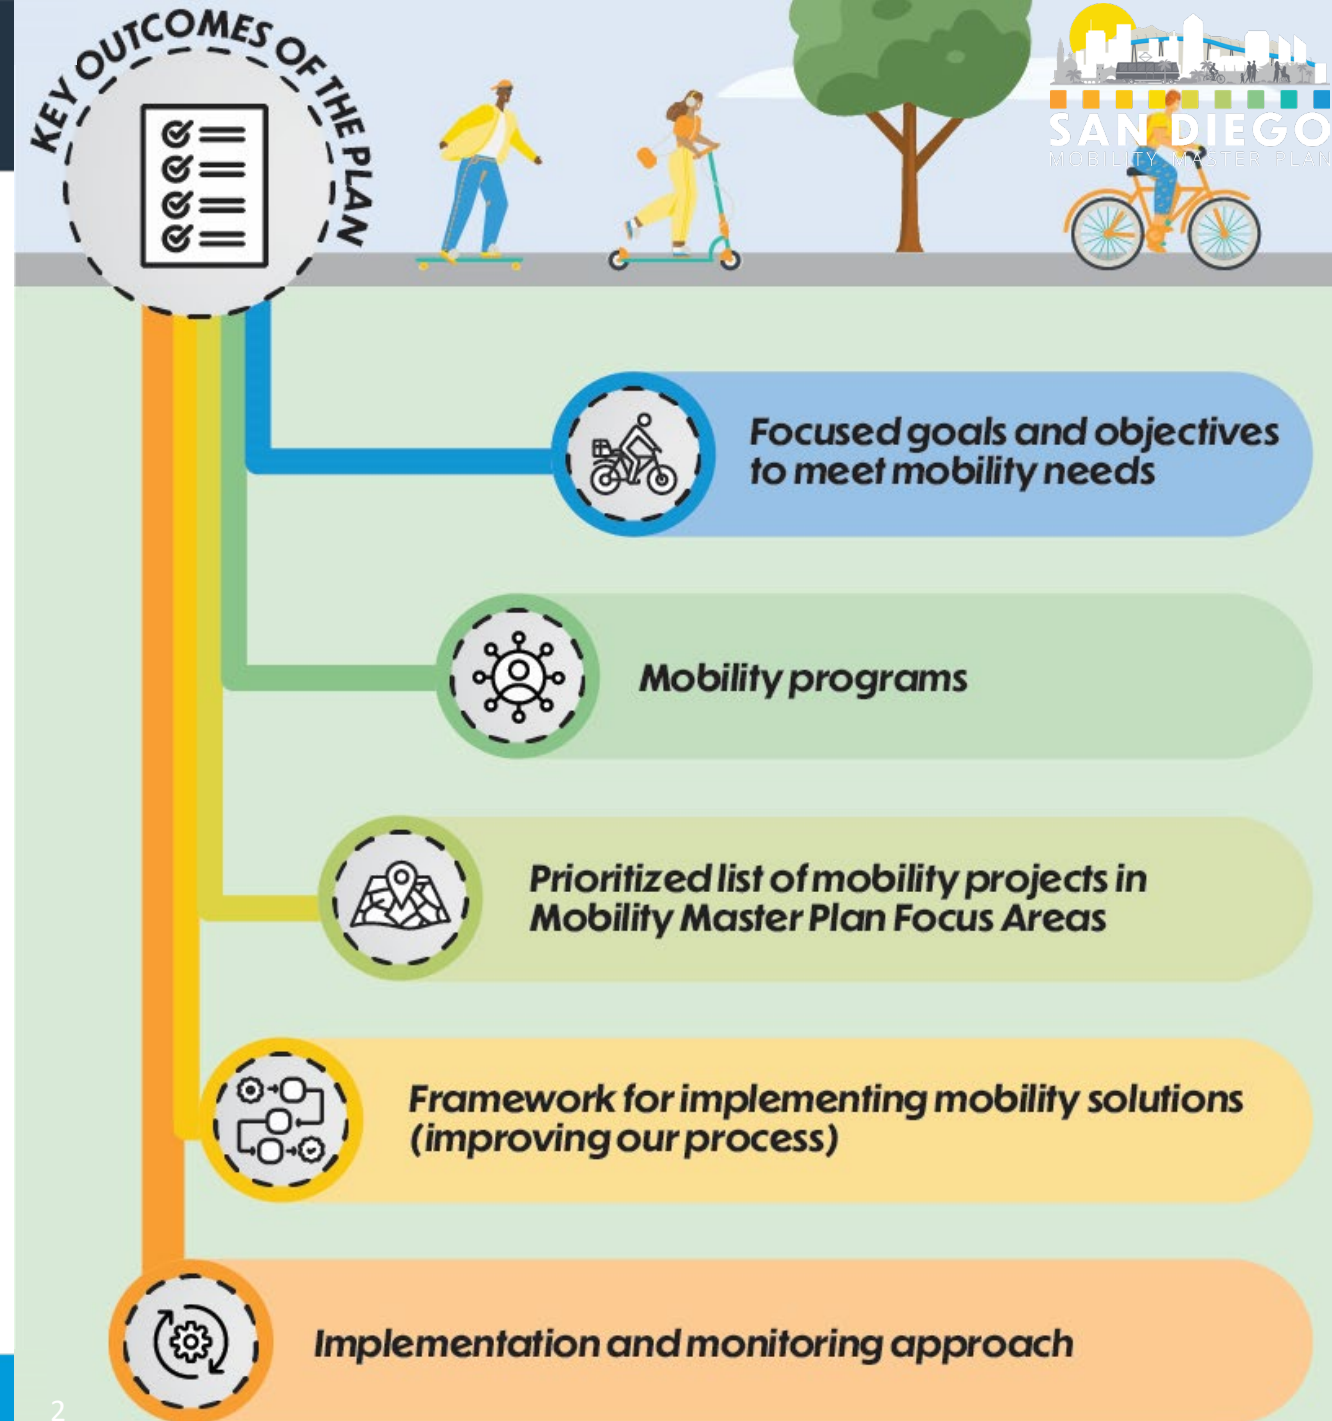 KEY OUTCOMES OF THE PLAN
SAN DIEGO
MOBILITY MASTER PLAN
Focused goals and objectives
to meet mobility needs
Mobility programs
Prioritized list of mobility projects in
Mobility Master Plan Focus Areas
Framework for implementing mobility solutions
(improving our process)
Implementation and monitoring approach
2